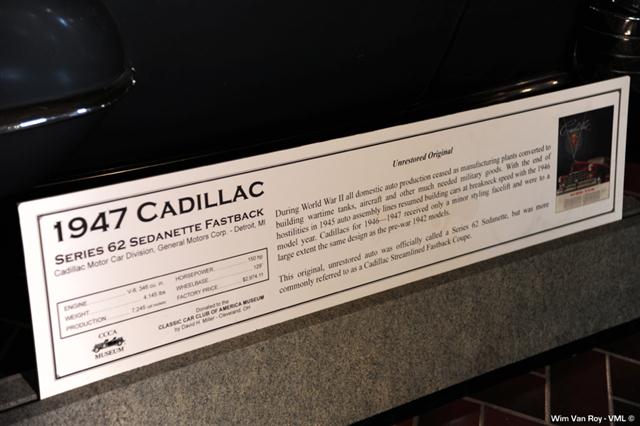 1947 CADILLAC
SERIES 62 SEDANETTE FASTBACK
Cadillac Motor Car Division, General Motors Corp. - Detroit, MI
ENGINE ... V-8, 346 cu. in.
WEIGHT ... 4,145 lbs
PRODUCTION ... 7,245
HORSEPOWER ... 150 hp
WHEELBASE ... 129"
FACTORY PRICE ... $2,974.11
CCCA
MUSEUM
Donated to the
CLASSIC CAR CLUB OF AMERICA MUSEUM
by David H. Miller - Cleveland, OH
Unrestored Original
During World War II all domestic auto production ceased as manufacturing plants converted to
building wartime tanks, aircraft and other much needed military goods. With the end of
hostilities in 1945 auto assembly lines resumed building cars at breakneck speed with the 1946
model year. Cadillacs for 1946—1947 received only a minor styling facelift and were to a
large extent the same design as the pre-war 1942 models.
This original, unrestored auto was officially called a Series 62 Sedanette, but was more
commonly referred to as a Cadillac Streamlined Fastback Coupe.
Wim Van Roy - VML ©